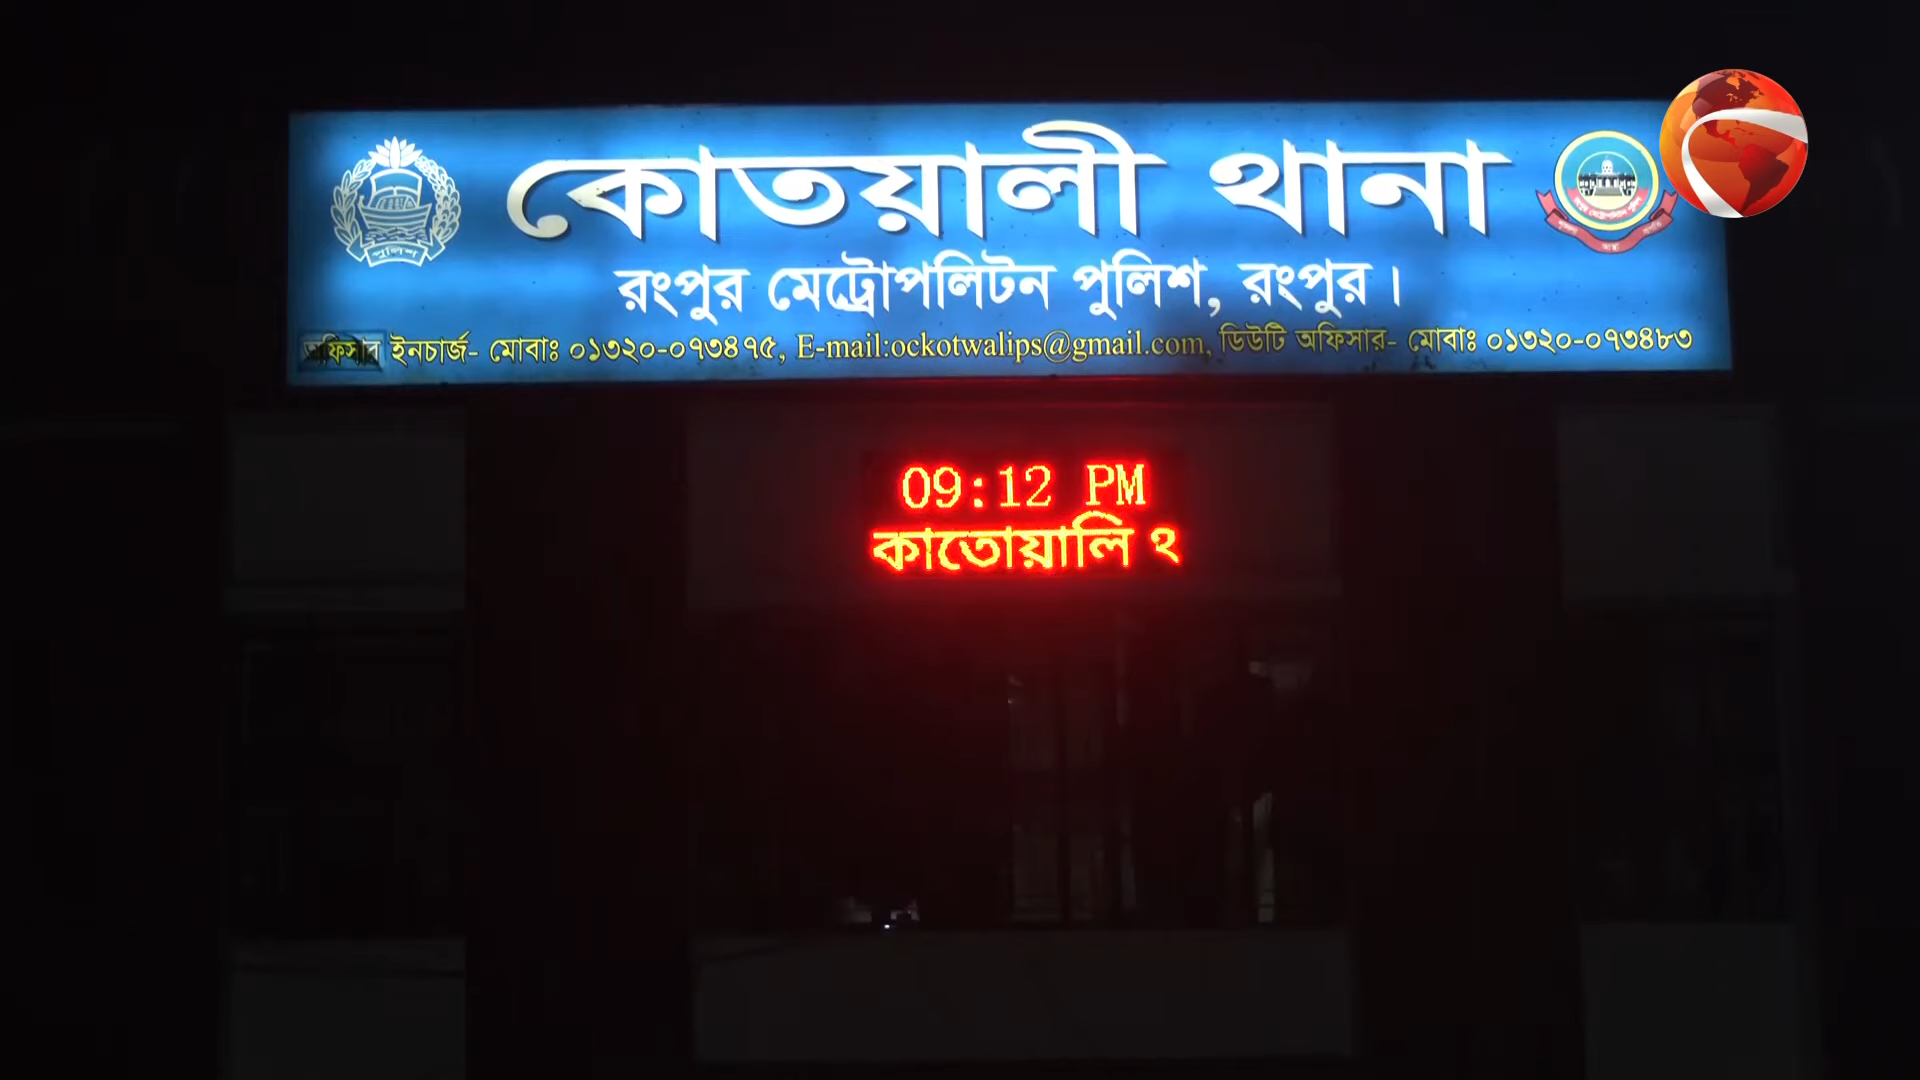 কোতয়ালী থানা
রংপুর মেট্রোপলিটন পুলিশ, রংপুর।
অফিসার ইনচার্জ- মোবাঃ ০১৩২০-০৭৩৪৭৫, E-mail:ockotwalips@gmail.com, ডিউটি অফিসার- মোবাঃ ০১৩২০-০৭৩৪৮৩
পুলিশ
09:12 PM
কাতোয়ালি